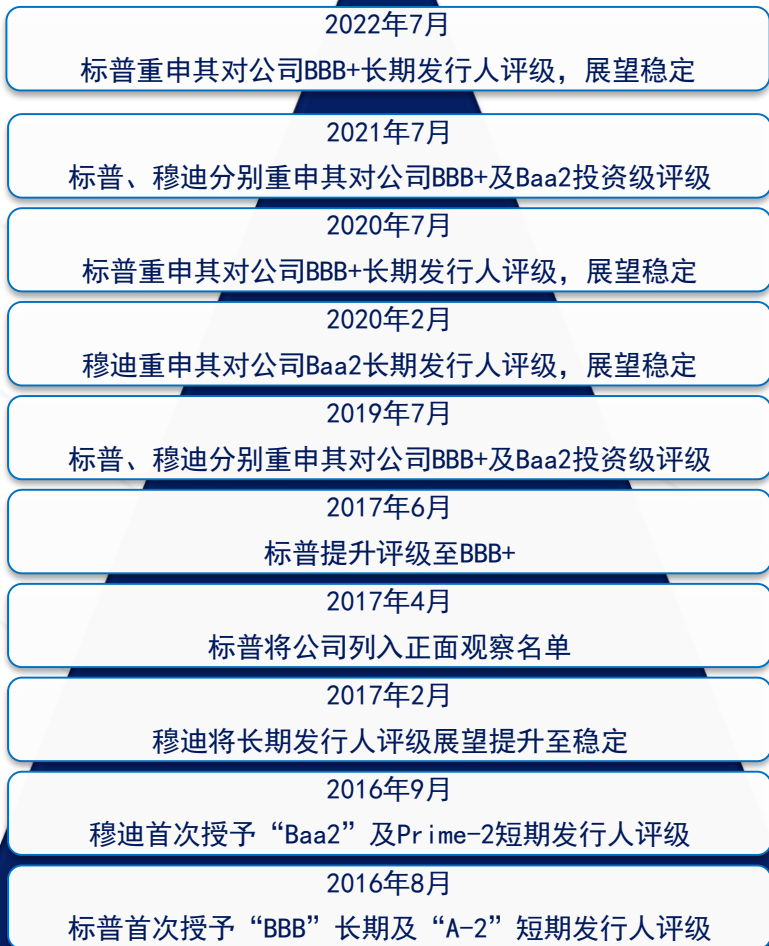 2022年7月
标普重申其对公司BBB+长期发行人评级，展望稳定
2021年7月
标普、穆迪分别重申其对公司BBB+及Baa2投资级评级
2020年7月
标普重申其对公司BBB+长期发行人评级，展望稳定
2020年2月
穆迪重申其对公司Baa2长期发行人评级，展望稳定
2019年7月
标普、穆迪分别重申其对公司BBB+及Baa2投资级评级
2017年6月
标普提升评级至BBB+
2017年4月
标普将公司列入正面观察名单
2017年2月
穆迪将长期发行人评级展望提升至稳定
2016年9月
穆迪首次授予“Baa2”及Prime-2短期发行人评级
2016年8月
标普首次授予“BBB”长期及“A-2”短期发行人评级